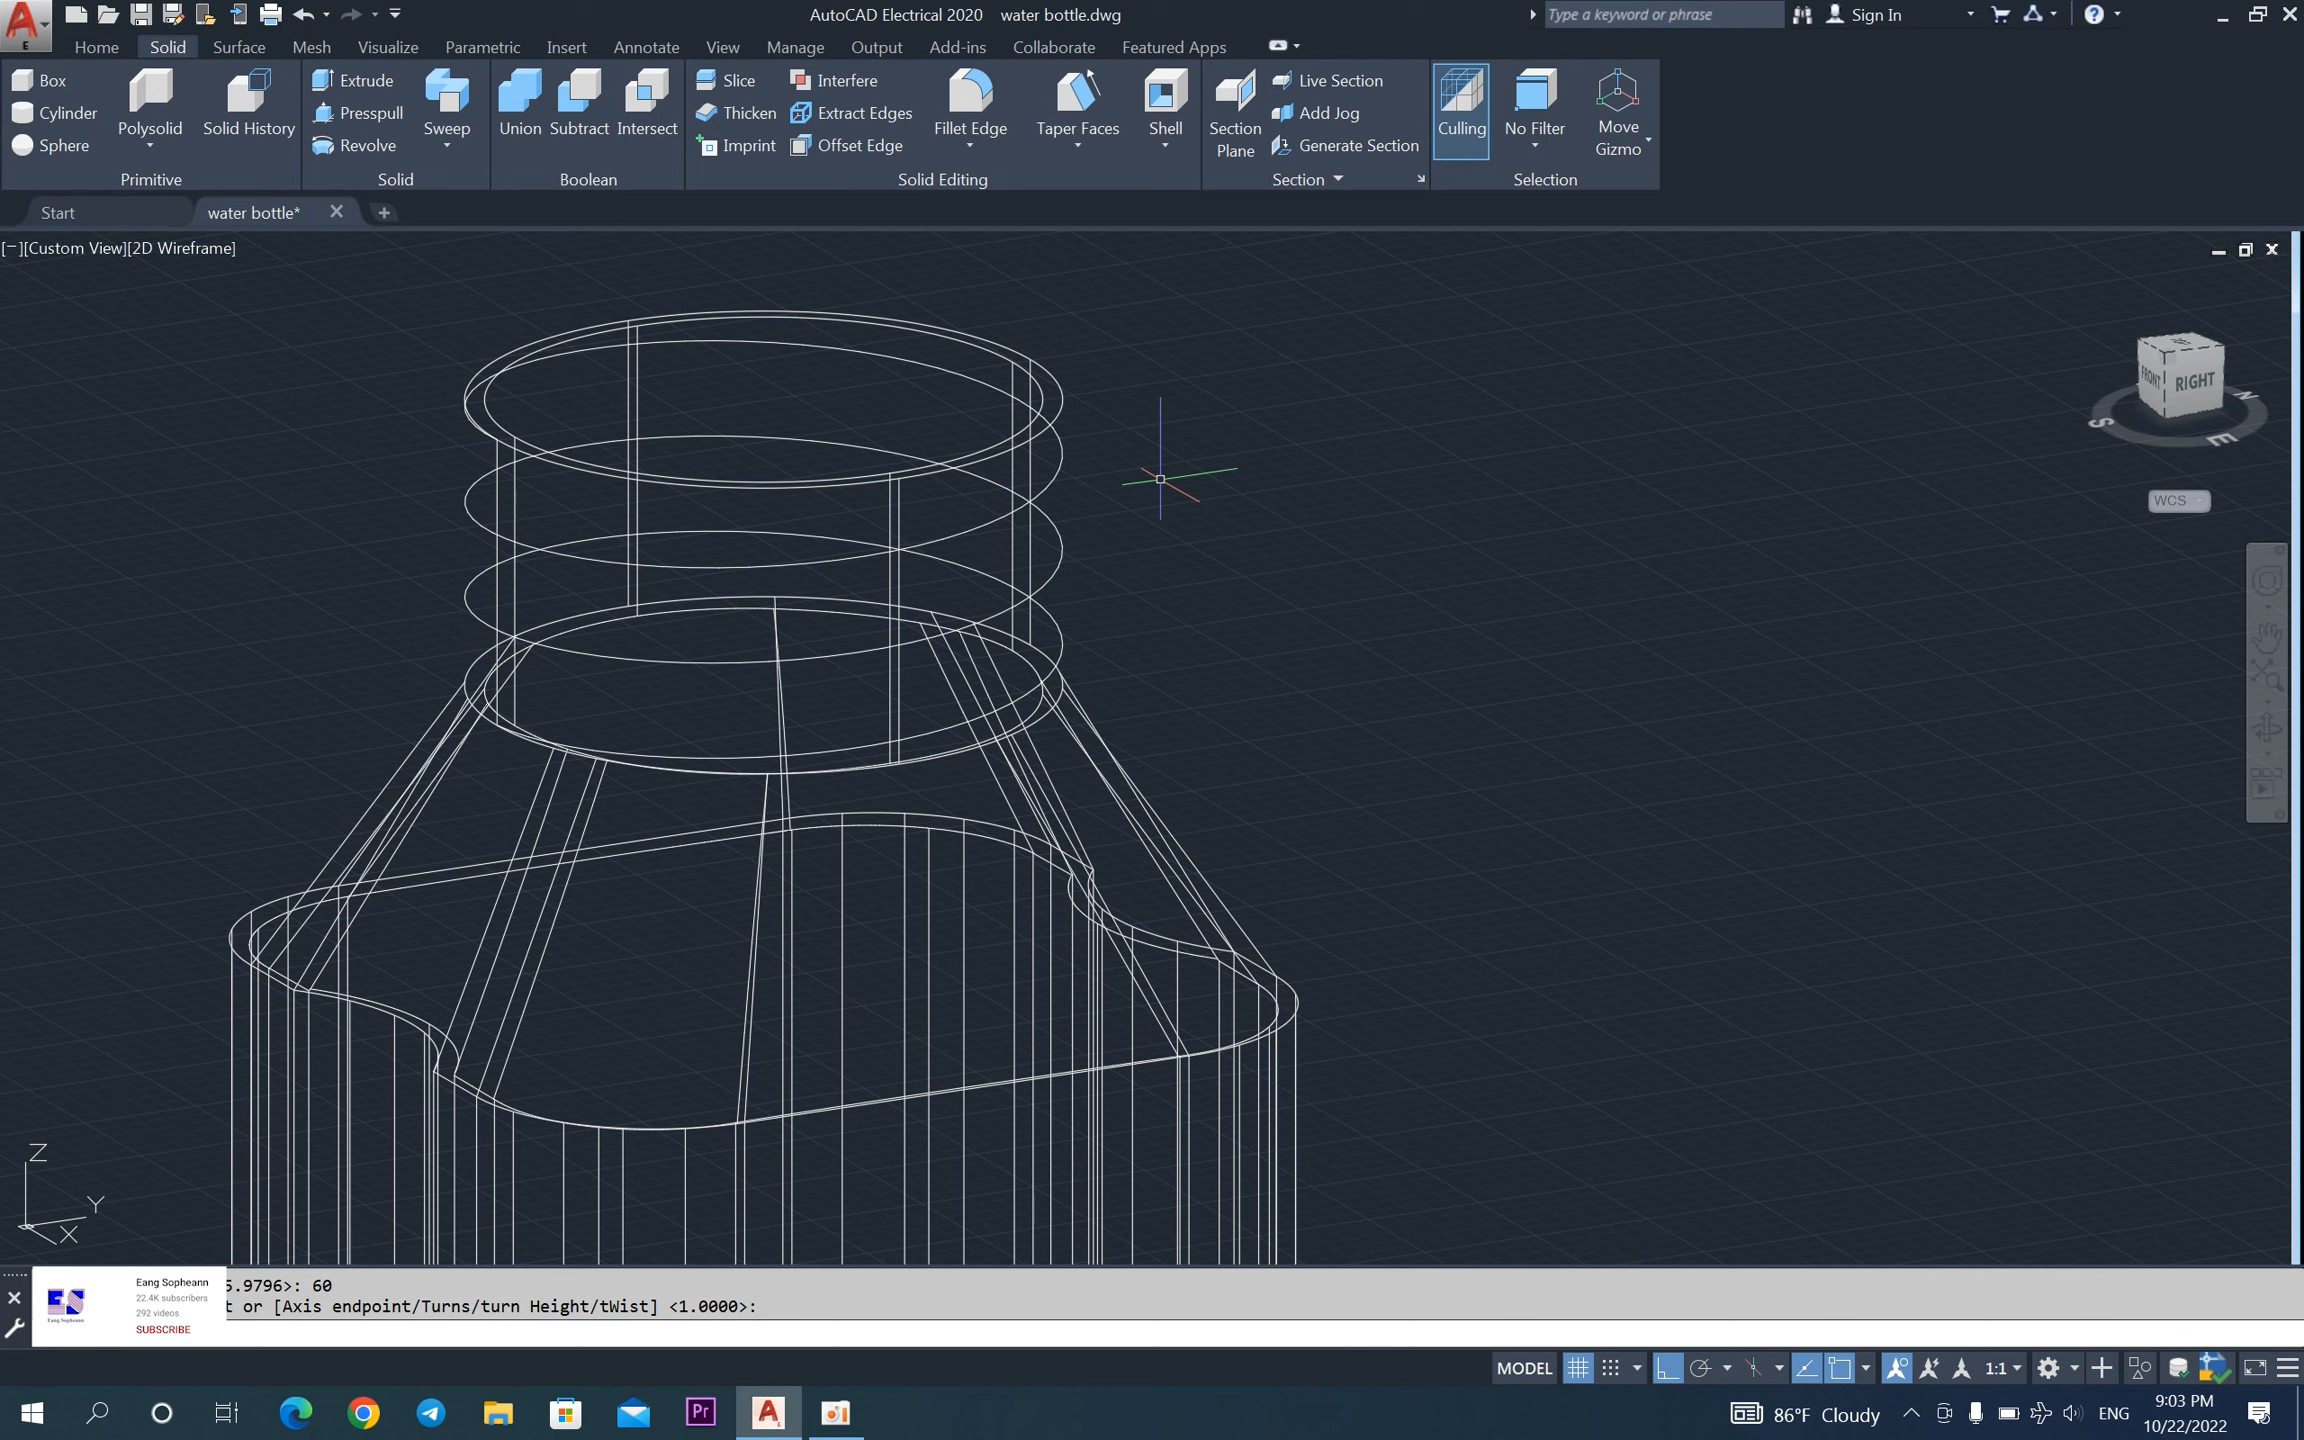 AutoCAD Electrical 2020 water bottle.dwg
Type a keyword or phrase
Sign In
A
E
Home Solid Surface Mesh Visualize Parametric Insert Annotate View Manage Output Add-ins Collaborate Featured Apps
Box
Cylinder
Sphere
Polysolid
Solid History
Primitive
Extrude
Presspull
Revolve
Sweep
Solid
Union
Subtract
Intersect
Boolean
Slice
Thicken
Imprint
Interfere
Extract Edges
Offset Edge
Fillet Edge
Taper Faces
Shell
Solid Editing
Section
Plane
Live Section
Add Jog
Generate Section
Section
Culling
No Filter
Move
Gizmo
Selection
Start
water bottle*
[−][Custom View][2D Wireframe]
FRONT
RIGHT
N
S
E
WCS
Z
Y
X
Eang Sopheann
22.4K subscribers
292 videos
SUBSCRIBE
ES
Eang Sopheann
5.9796>: 60
t or [Axis endpoint/Turns/turn Height/tWist] <1.0000>:
MODEL
1:1
Pr
A
E
86°F Cloudy
ENG
9:03 PM
10/22/2022